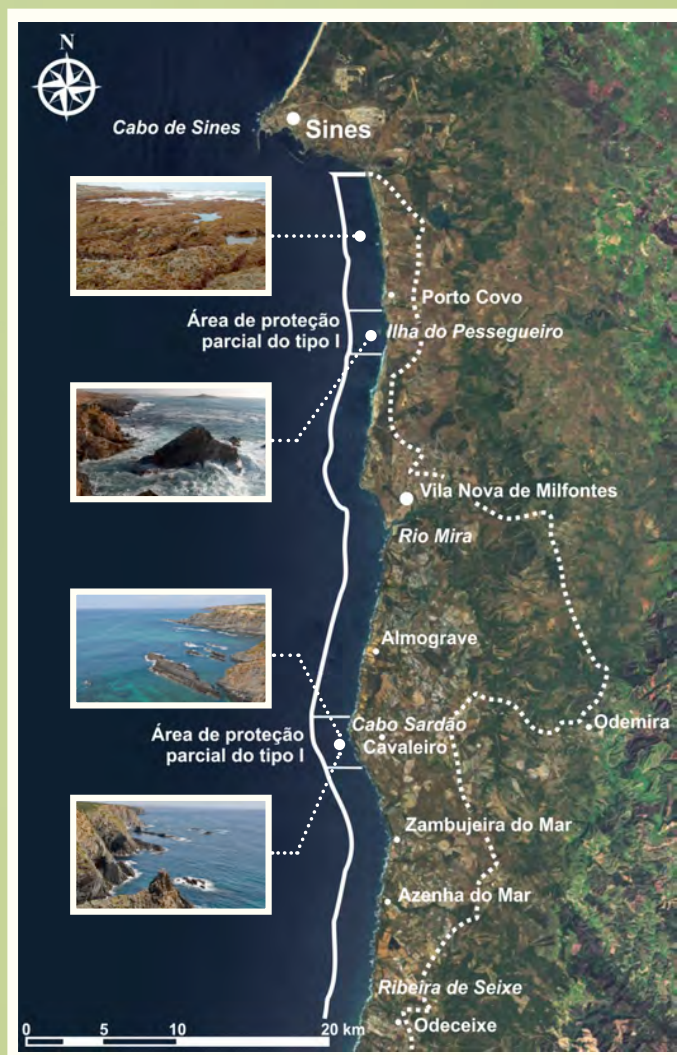 N
Cabo de Sines
Sines
Porto Covo
Área de proteção
parcial do tipo I
Ilha do Pessegueiro
Vila Nova de Milfontes
Rio Mira
Almograve
Cabo Sardão
Odemira
Área de proteção
parcial do tipo I
Cavaleiro
Zambujeira do Mar
Azenha do Mar
Ribeira de Seixe
0 5 10 20 km
Odeceixe